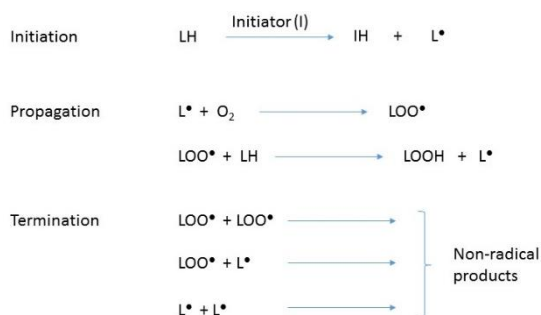 Initiation LH Initiator (I) IH + L•
Propagation L• + O₂ LOO•
LOO• + LH LOOH + L•
Termination LOO• + LOO•
LOO• + L•
L• + L•
Non-radical
products